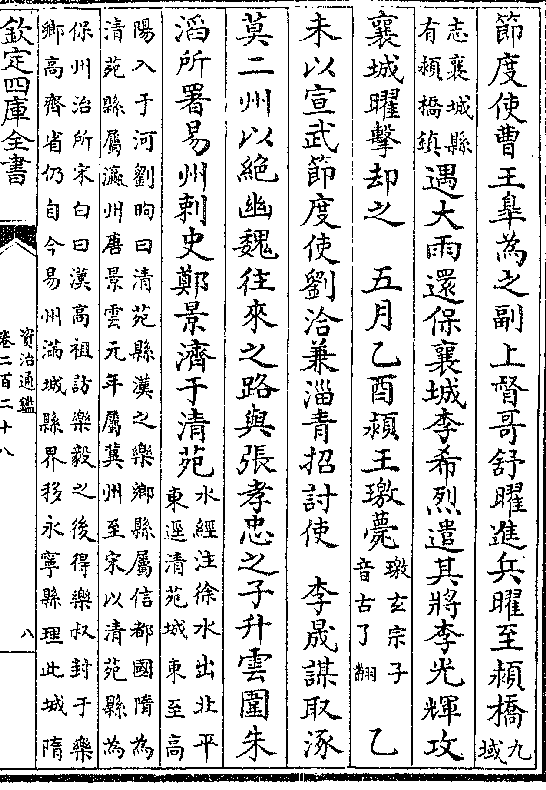 節度使曹王臯為之副上督哥舒曜進兵曜至頴橋九域
志襄城縣有頴橋鎮遇大雨還保襄城李希烈遣其將李光輝攻
襄城曜擊却之　五月乙酉頴王璬薨璬玄宗子音古了翻　乙
未以宣武節度使劉洽兼淄青招討使　李晟謀取涿
莫二州以絶幽魏往來之路與張孝忠之子升雲圍朱
滔所署易州刺史鄭景濟于清苑水經注徐水出北平東逕清苑城東至高
陽入于河劉昫曰清苑縣漢之樂鄉縣屬信都國隋為清苑縣屬瀛州唐景雲元年屬冀州至宋以清苑縣為
保州治所宋白曰漢高祖訪樂毅之後得樂叔封于樂鄉高齊省仍自今易州滿城縣界移永寧縣理此城隋
欽定四庫全書
資治通鑑
卷二百二十八
八